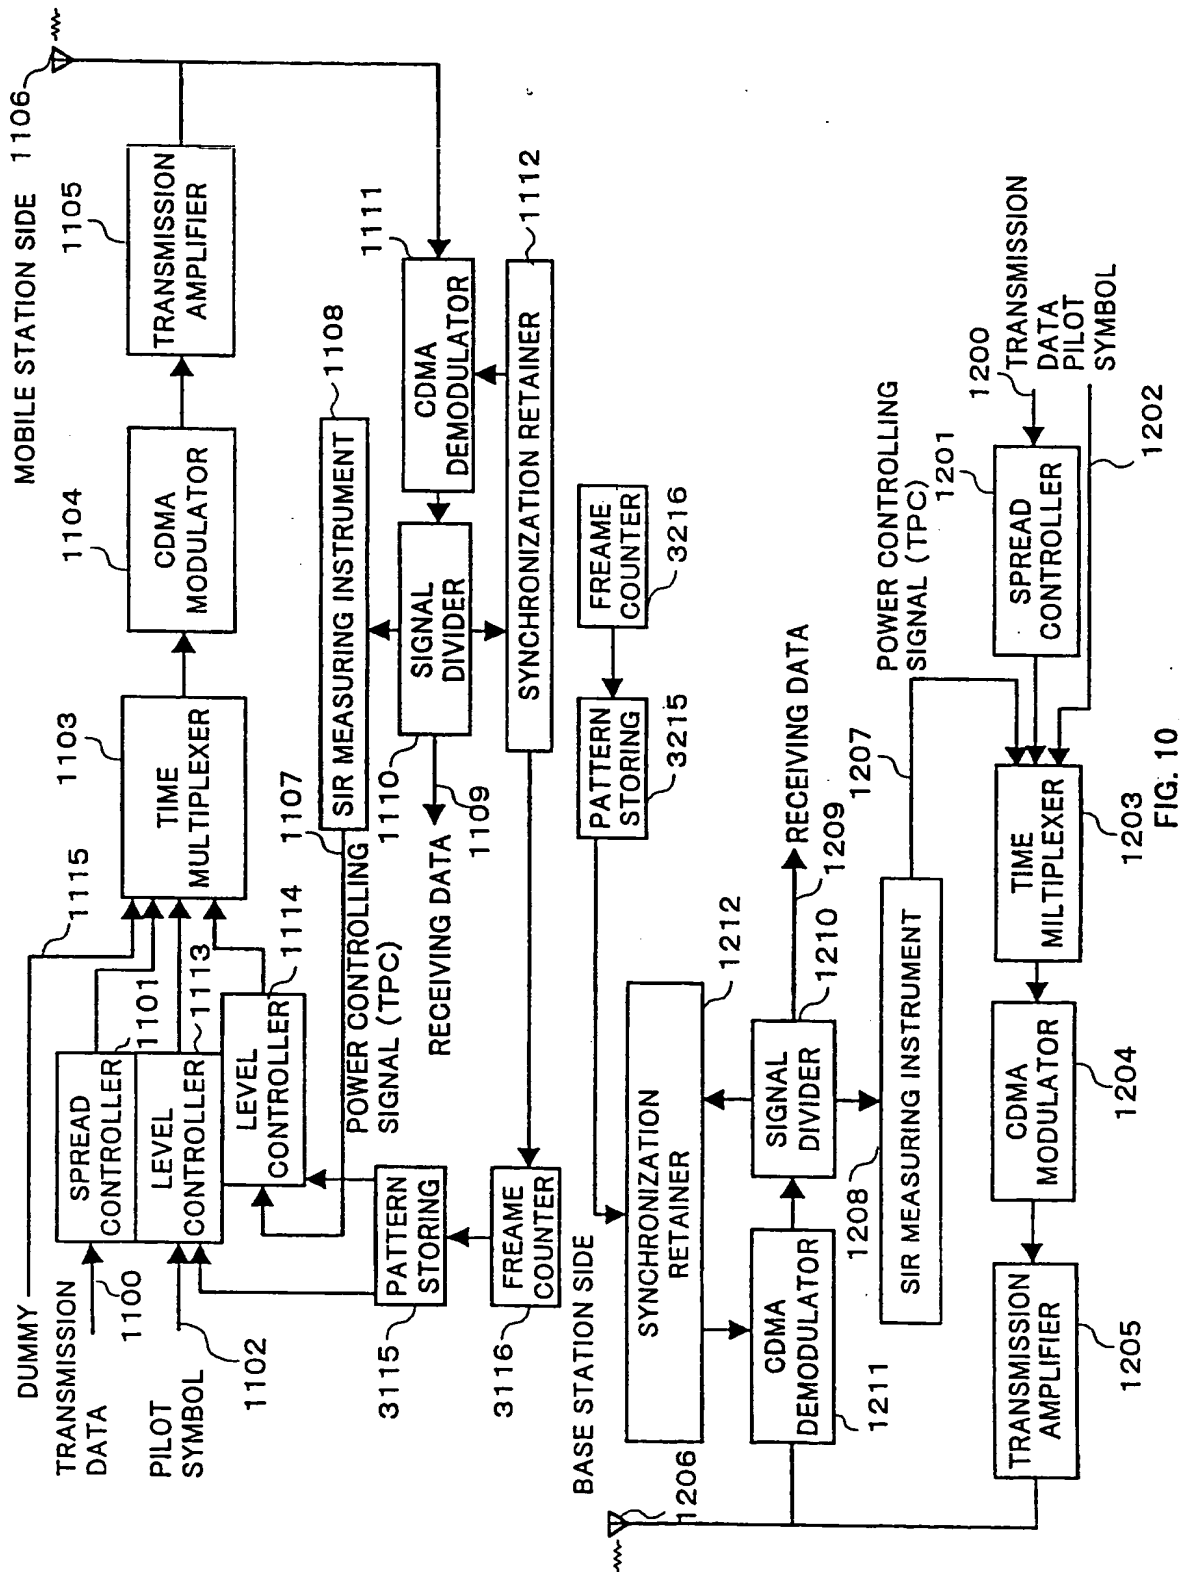 MOBILE STATION SIDE
1106
DUMMY
1115
TRANSMISSION
DATA
1100
SPREAD
CONTROLLER
1101
PILOT
SYMBOL
1102
LEVEL
CONTROLLER
1113
LEVEL
CONTROLLER
1114
TIME
MULTIPLEXER
1103
CDMA
MODULATOR
1104
TRANSMISSION
AMPLIFIER
1105
1107
POWER CONTROLLING
SIGNAL (TPC)
SIR MEASURING INSTRUMENT
1108
RECEIVING DATA
1109
SIGNAL
DIVIDER
1110
CDMA
DEMODULATOR
1111
SYNCHRONIZATION RETAINER
1112
PATTERN
STORING
3115
FREAME
COUNTER
3116
BASE STATION SIDE
1206
PATTERN
STORING
3215
FREAME
COUNTER
3216
SYNCHRONIZATION
RETAINER
1212
CDMA
DEMODULATOR
1211
SIGNAL
DIVIDER
1210
RECEIVING DATA
1209
1208
SIR MEASURING INSTRUMENT
1207
POWER CONTROLLING
SIGNAL (TPC)
TRANSMISSION
AMPLIFIER
1205
CDMA
MODULATOR
1204
TIME
MILTIPLEXER
1203
SPREAD
CONTROLLER
1201
1200
TRANSMISSION
DATA
PILOT
SYMBOL
1202
FIG. 10